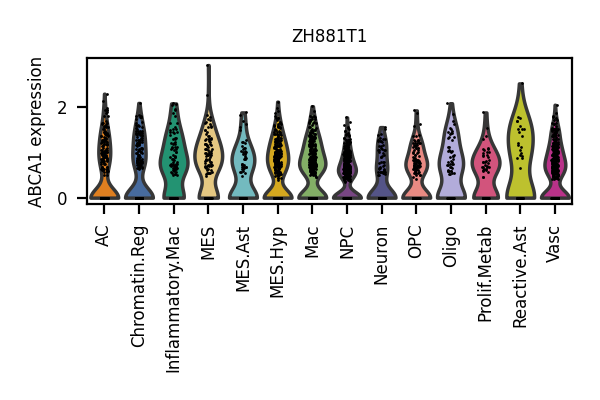 ZH881T1
ABCA1 expression
2
0
AC
Chromatin.Reg
Inflammatory.Mac
MES
MES.Ast
MES.Hyp
Mac
NPC
Neuron
OPC
Oligo
Prolif.Metab
Reactive.Ast
Vasc